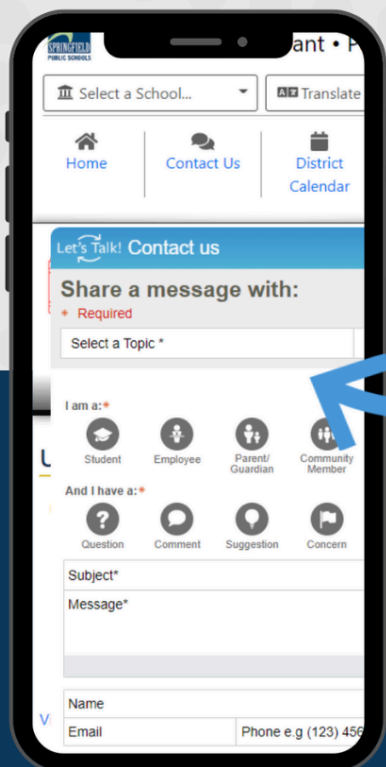 SPRINGFIELD
PUBLIC SCHOOLS
ant • P
Select a School...
Translate
Home
Contact Us
District
Calendar
Let's Talk! Contact us
Share a message with:
* Required
Select a Topic *
I am a:*
Student
Employee
Parent/
Guardian
Community
Member
U
And I have a:*
Question
Comment
Suggestion
Concern
Subject*
Message*
Name
V
Email
Phone e.g (123) 456